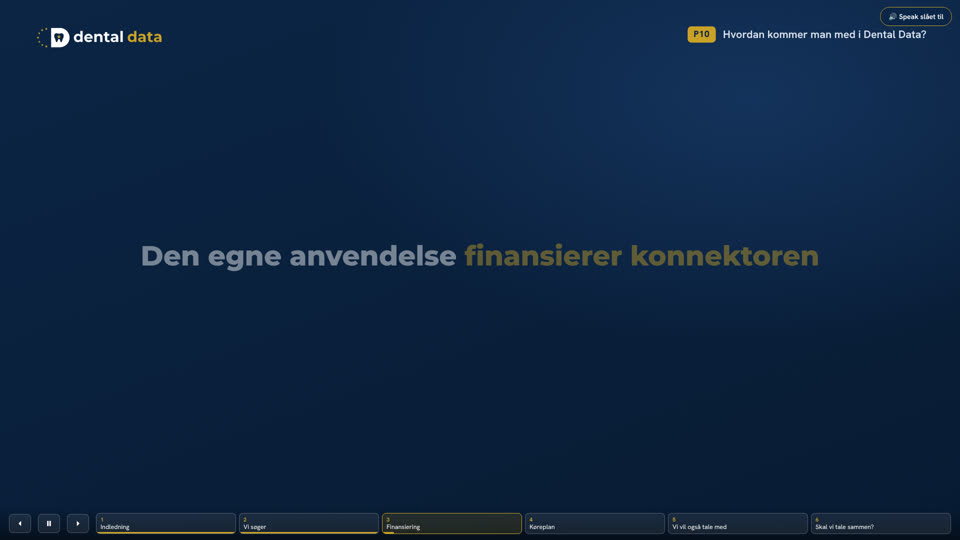 🔊 Speak slået til
dental data
P10 Hvordan kommer man med i Dental Data?
Den egne anvendelse finansierer konnektoren
1
Indledning
2
Vi søger
3
Finansiering
4
Køreplan
5
Vi vil også tale med
6
Skal vi tale sammen?